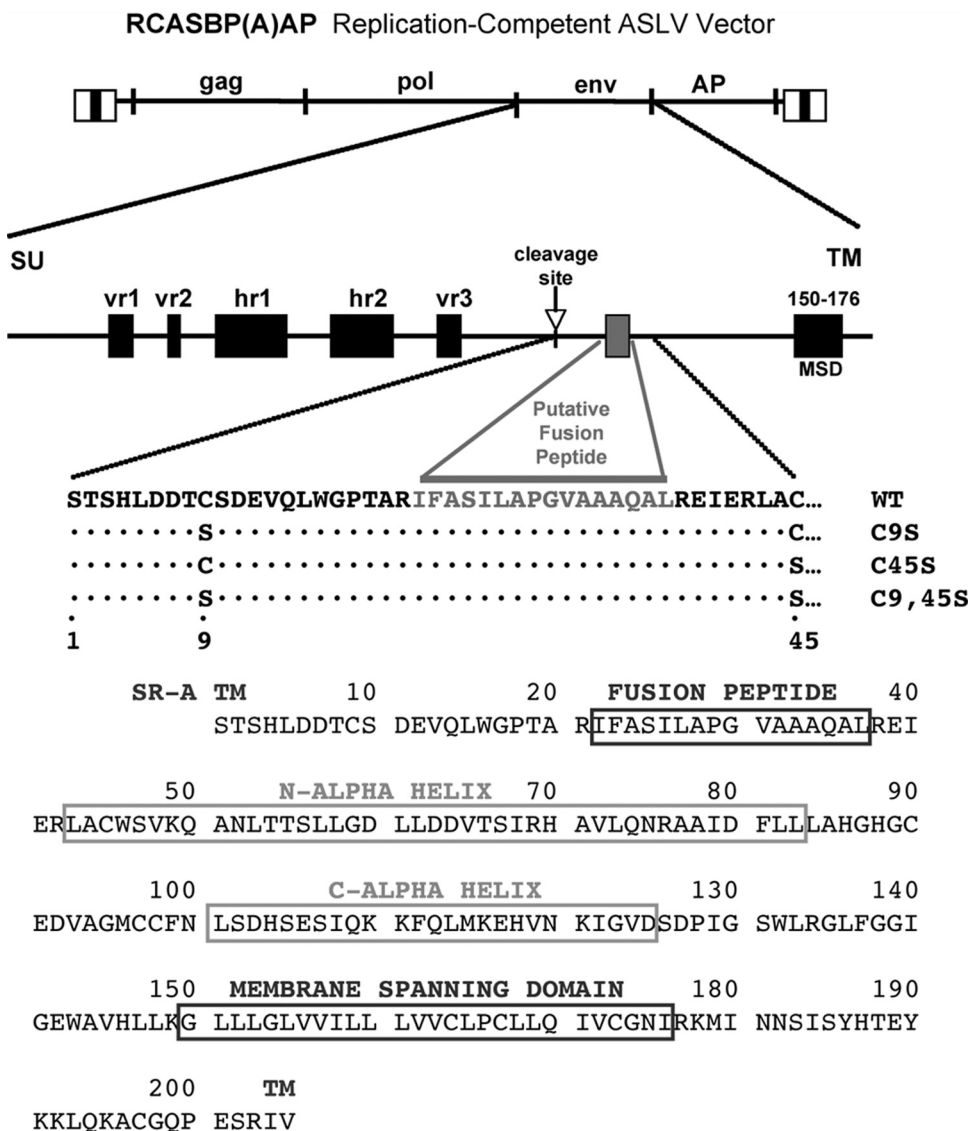 RCASBP(A)AP Replication-Competent ASLV Vector
gag pol env AP
SU TM
cleavage
site
vr1 vr2 hr1 hr2 vr3 150-176
MSD
Putative
Fusion
Peptide
STSHLDDTCSDEVQLWGPTARIFASILAPGVAAAQALREIERLAC... WT
········S···································C... C9S
········C···································S... C45S
········S···································S... C9,45S
1 9 45
SR-A TM 10 20 FUSION PEPTIDE 40
STSHLDDTCS DEVQLWGPTA RIFASILAPG VAAAQALREI
50 N-ALPHA HELIX 70 80 90
ERLACWSVKQ ANLTTSLLGD LLDDVTSIRH AVLQNRAAID FLLLAHGHGC
100 C-ALPHA HELIX 130 140
EDVAGMCCFN LSDHSESIQK KFQLMKEHVN KIGVDSDPIG SWLRGLFGGI
150 MEMBRANE SPANNING DOMAIN 180 190
GEWAVHLLKG LLLGLVVILL LVVCLPCLLQ IVCGNIRKMI NNSISYHTEY
200 TM
KKLQKACGQP ESRIV